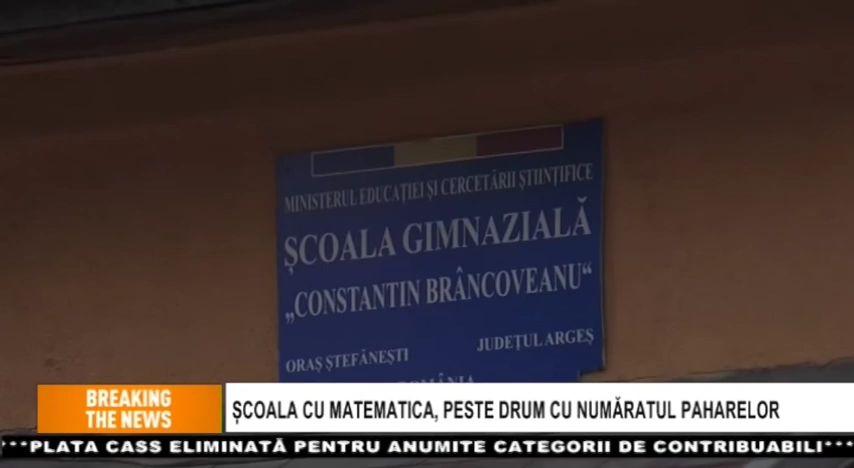 MINISTERUL EDUCAȚIEI ȘI CERCETĂRII ȘTIINȚIFICE
ȘCOALA GIMNAZIALĂ
„CONSTANTIN BRÂNCOVEANU“
ORAȘ ȘTEFĂNEȘTI JUDEȚUL ARGEȘ
ROMÂNIA
BREAKING
THE NEWS
ȘCOALA CU MATEMATICA, PESTE DRUM CU NUMĂRATUL PAHARELOR
***PLATA CASS ELIMINATĂ PENTRU ANUMITE CATEGORII DE CONTRIBUABILI***